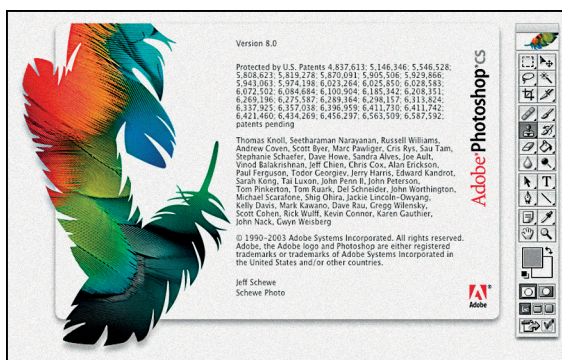 Version 8.0
Protected by U.S. Patents 4,837,613; 5,146,346; 5,546,528;
5,808,623; 5,819,278; 5,870,091; 5,905,506; 5,929,866;
5,943,063; 5,974,198; 6,023,264; 6,025,850; 6,028,583;
6,072,502; 6,084,684; 6,100,904; 6,185,342; 6,208,351;
6,269,196; 6,275,587; 6,289,364; 6,298,157; 6,313,824;
6,337,925; 6,357,038; 6,396,959; 6,411,730; 6,411,742;
6,421,460; 6,434,269; 6,456,297; 6,563,509; 6,587,592;
patents pending
Thomas Knoll, Seetharaman Narayanan, Russell Williams,
Andrew Coven, Scott Byer, Marc Pawliger, Cris Rys, Sau Tam,
Stephanie Schaefer, Dave Howe, Sandra Alves, Joe Ault,
Vinod Balakrishnan, Jeff Chien, Chris Cox, Alan Erickson,
Paul Ferguson, Todor Georgiev, Jerry Harris, Edward Kandrot,
Sarah Kong, Tai Luxon, John Penn II, John Peterson,
Tom Pinkerton, Tom Ruark, Del Schneider, John Worthington,
Michael Scarafone, Shig Ohira, Jackie Lincoln-Owyang,
Kelly Davis, Mark Kawano, Dave Rau, Gregg Wilensky,
Scott Cohen, Rick Wulff, Kevin Connor, Karen Gauthier,
John Nack, Gwyn Weisberg
© 1990-2003 Adobe Systems Incorporated. All rights reserved.
Adobe, the Adobe logo and Photoshop are either registered
trademarks or trademarks of Adobe Systems Incorporated in
the United States and/or other countries.
Jeff Schewe
Schewe Photo
Adobe® Photoshop® CS
Adobe
T